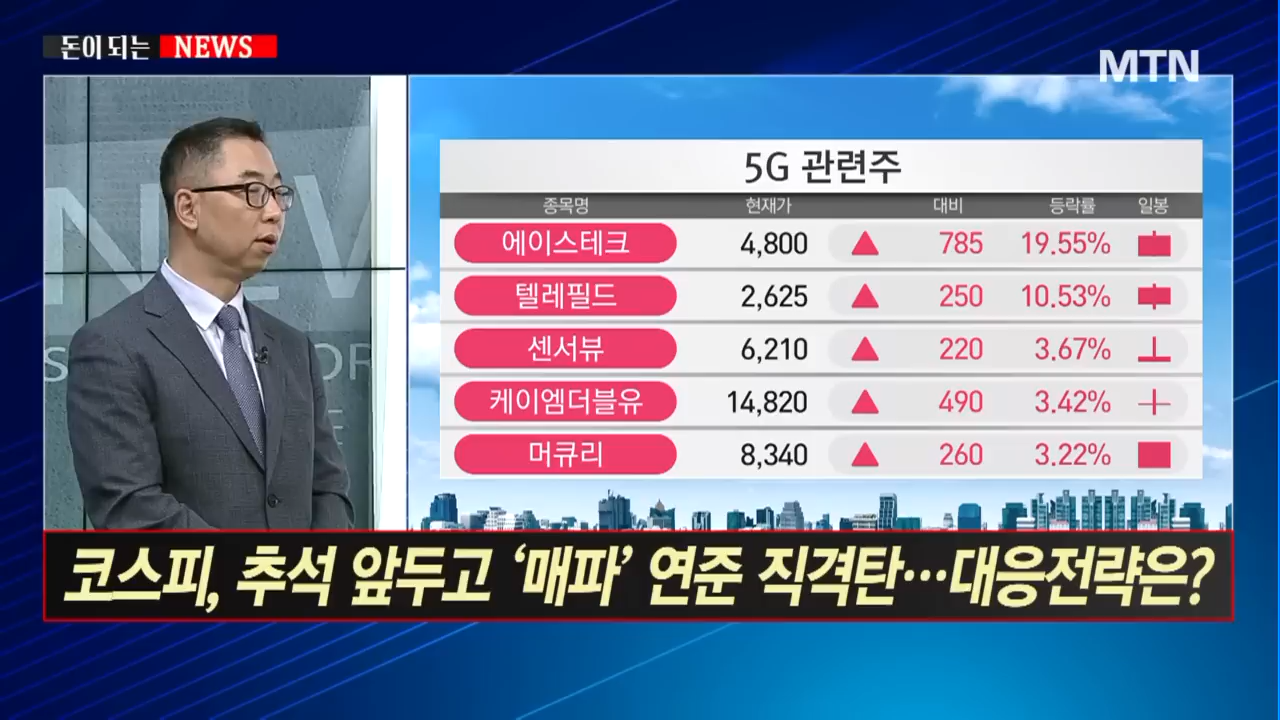 돈이 되는 NEWS
MTN
5G 관련주
종목명 현재가 대비 등락률 일봉
에이스테크 4,800 ▲ 785 19.55%
텔레필드 2,625 ▲ 250 10.53%
센서뷰 6,210 ▲ 220 3.67%
케이엠더블유 14,820 ▲ 490 3.42%
머큐리 8,340 ▲ 260 3.22%
코스피, 추석 앞두고 ‘매파’ 연준 직격탄…대응전략은?